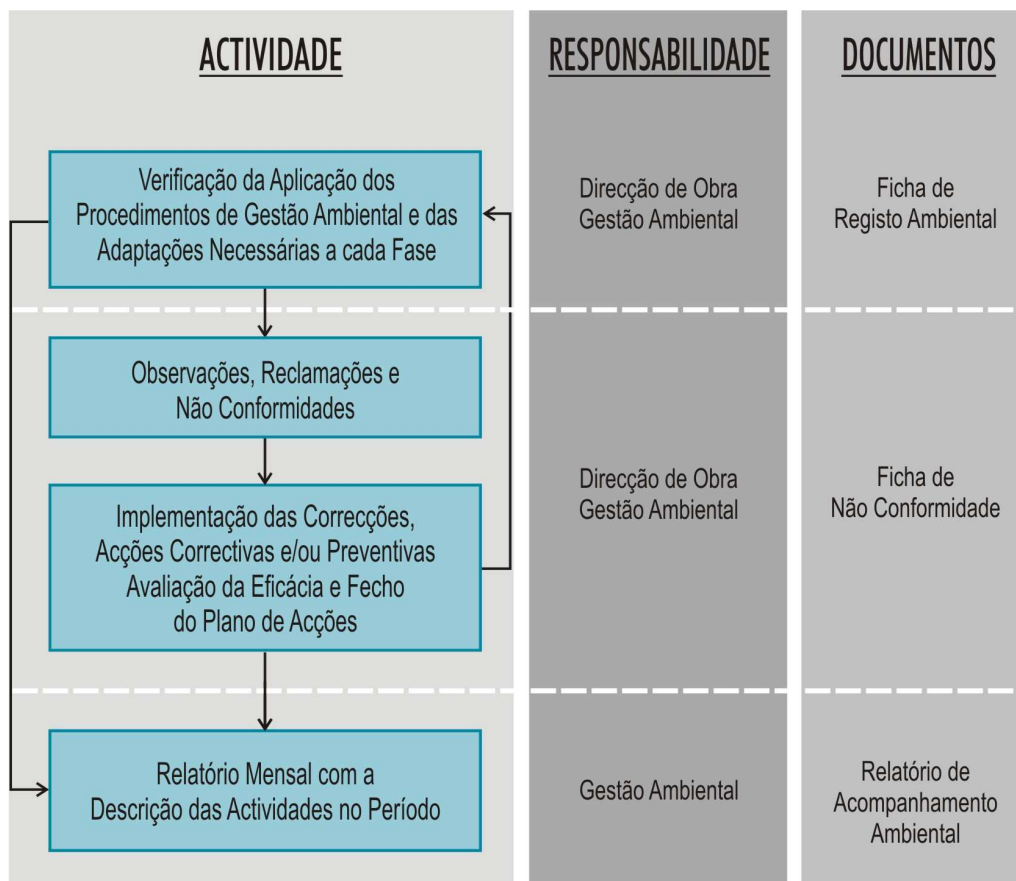 ACTIVIDADE
RESPONSABILIDADE
DOCUMENTOS
Verificação da Aplicação dos
Procedimentos de Gestão Ambiental e das
Adaptações Necessárias a cada Fase
Direcção de Obra
Gestão Ambiental
Ficha de
Registo Ambiental
Observações, Reclamações e
Não Conformidades
Implementação das Correcções,
Acções Correctivas e/ou Preventivas
Avaliação da Eficácia e Fecho
do Plano de Acções
Direcção de Obra
Gestão Ambiental
Ficha de
Não Conformidade
Relatório Mensal com a
Descrição das Actividades no Período
Gestão Ambiental
Relatório de
Acompanhamento
Ambiental